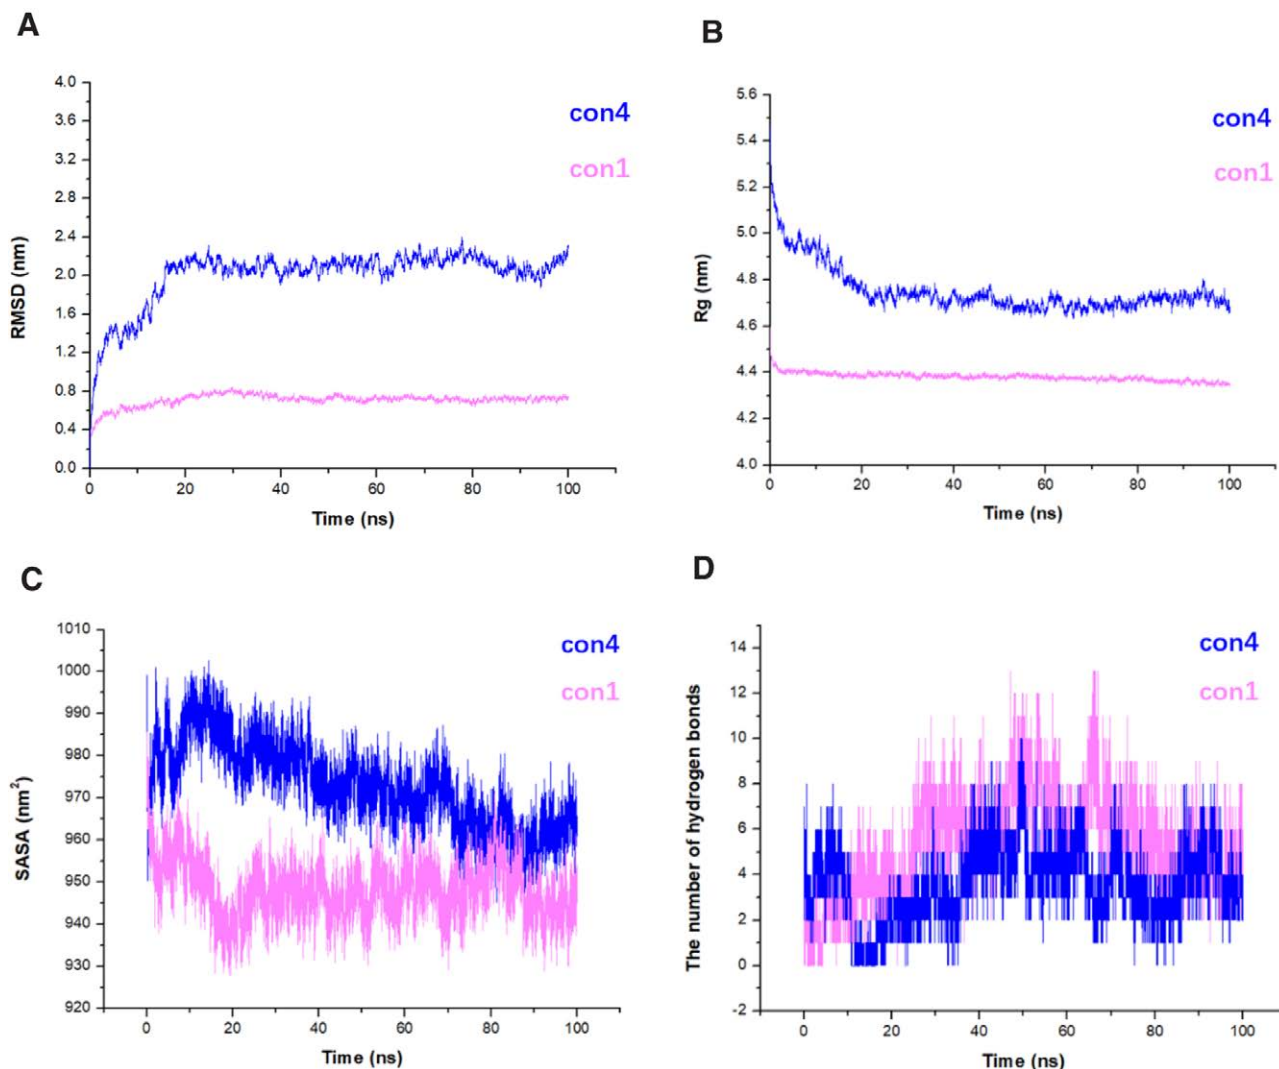 A
4.0
3.6
3.2
2.8
2.4
2.0
1.6
1.2
0.8
0.4
0.0
RMSD (nm)
con4
con1
0 20 40 60 80 100
Time (ns)
B
5.6
5.4
5.2
5.0
4.8
4.6
4.4
4.2
4.0
Rg (nm)
con4
con1
0 20 40 60 80 100
Time (ns)
C
1010
1000
990
980
970
960
950
940
930
920
SASA (nm²)
con4
con1
0 20 40 60 80 100
Time (ns)
D
14
12
10
8
6
4
2
0
-2
The number of hydrogen bonds
con4
con1
0 20 40 60 80 100
Time (ns)